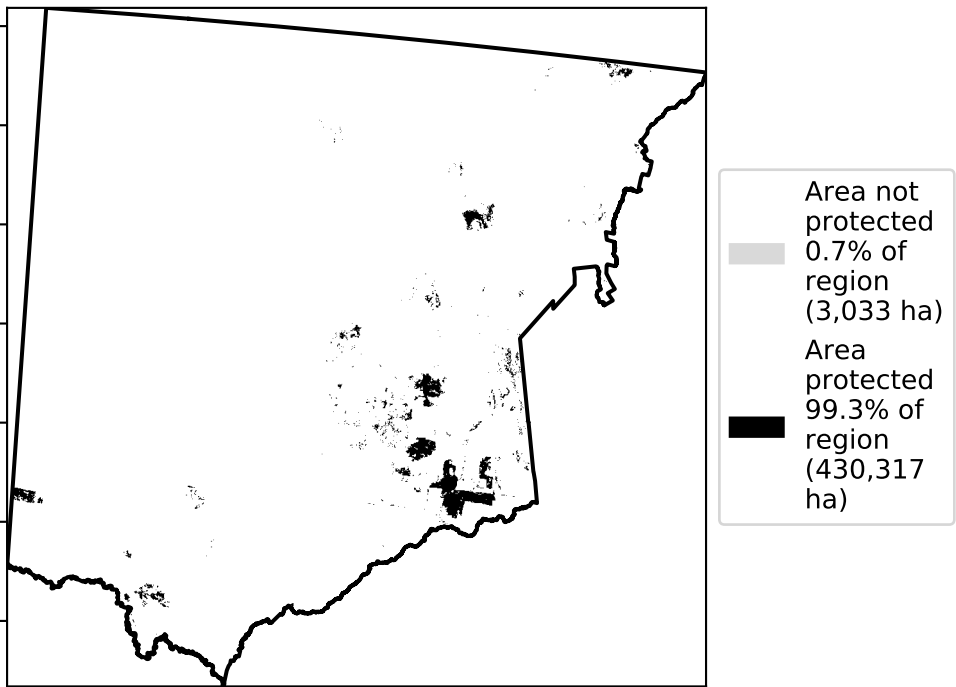 Area not
protected
0.7% of
region
(3,033 ha)
Area
protected
99.3% of
region
(430,317
ha)